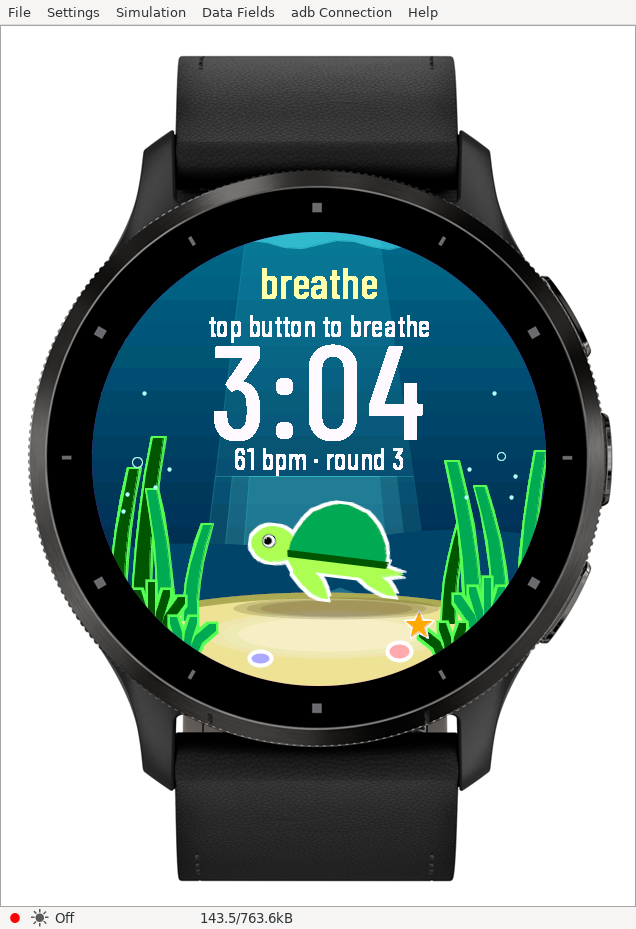 File Settings Simulation Data Fields adb Connection Help
breathe
top button to breathe
3:04
61 bpm · round 3
Off 143.5/763.6kB